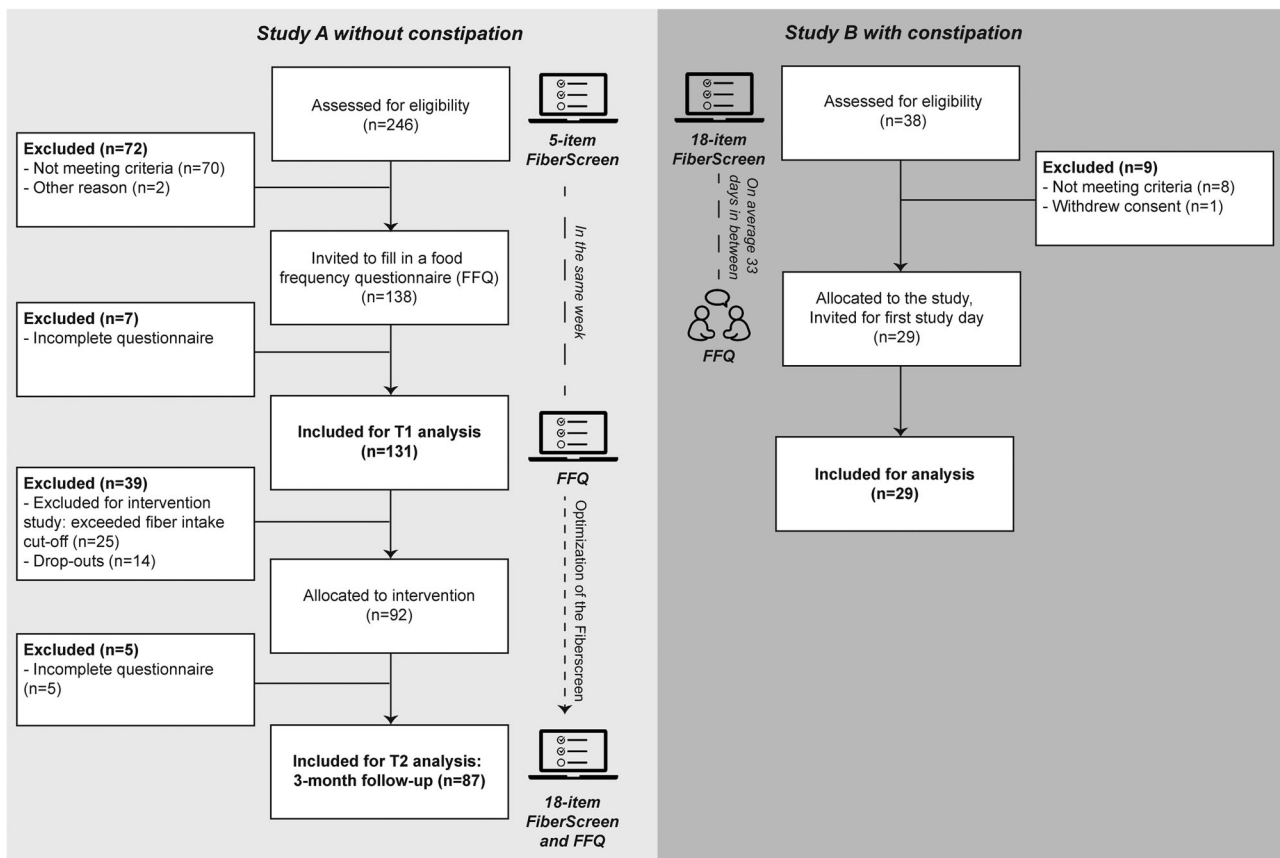 Study A without constipation
Assessed for eligibility
(n=246)
5-item
FiberScreen
Excluded (n=72)
- Not meeting criteria (n=70)
- Other reason (n=2)
In the same week
Invited to fill in a food
frequency questionnaire (FFQ)
(n=138)
Excluded (n=7)
- Incomplete questionnaire
Included for T1 analysis
(n=131)
FFQ
Excluded (n=39)
- Excluded for intervention
study: exceeded fiber intake
cut-off (n=25)
- Drop-outs (n=14)
Optimization of the Fiberscreen
Allocated to intervention
(n=92)
Excluded (n=5)
- Incomplete questionnaire
(n=5)
Included for T2 analysis:
3-month follow-up (n=87)
18-item
FiberScreen
and FFQ
Study B with constipation
18-item
FiberScreen
Assessed for eligibility
(n=38)
Excluded (n=9)
- Not meeting criteria (n=8)
- Withdrew consent (n=1)
On average 33
days in between
FFQ
Allocated to the study,
Invited for first study day
(n=29)
Included for analysis
(n=29)